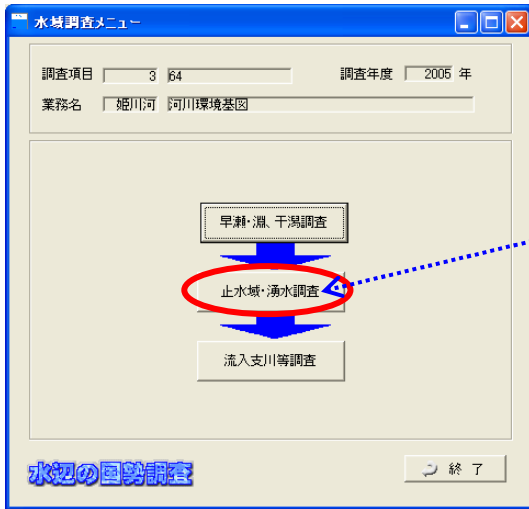 水域調査メニュー
調査項目 3 64 調査年度 2005 年
業務名 姫川河 河川環境基図
早瀬・淵、干潟調査
止水域・湧水調査
流入支川等調査
水辺の国勢調査
終 了